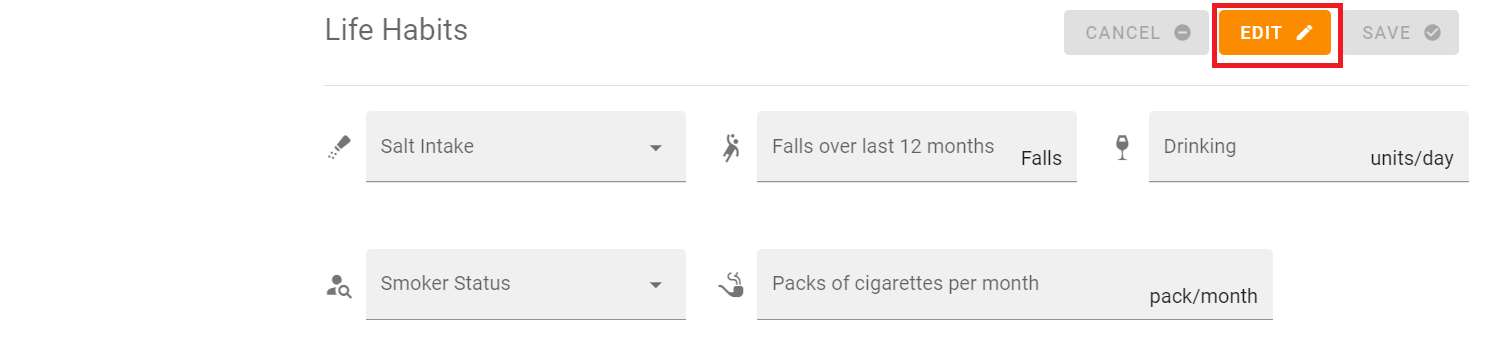 Life Habits
CANCEL EDIT SAVE
Salt Intake
Falls over last 12 months Falls
Drinking units/day
Smoker Status
Packs of cigarettes per month pack/month